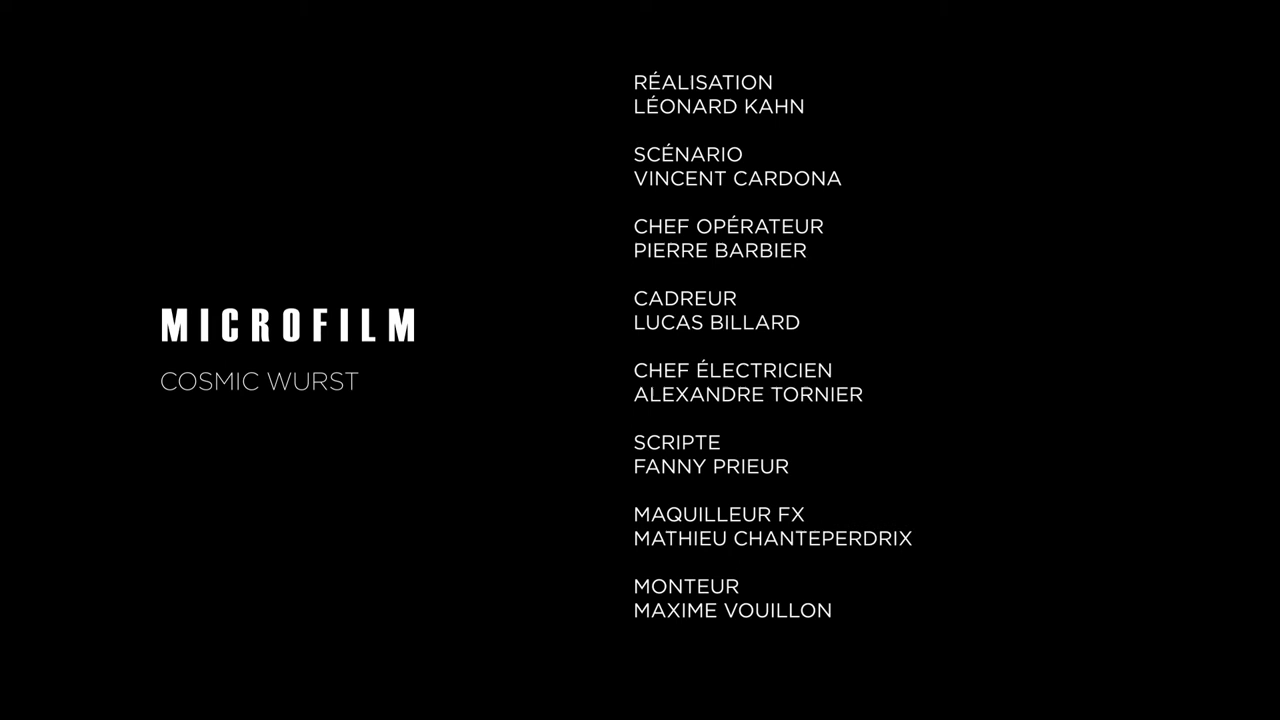 MICROFILM
COSMIC WURST
RÉALISATION
LÉONARD KAHN
SCÉNARIO
VINCENT CARDONA
CHEF OPÉRATEUR
PIERRE BARBIER
CADREUR
LUCAS BILLARD
CHEF ÉLECTRICIEN
ALEXANDRE TORNIER
SCRIPTE
FANNY PRIEUR
MAQUILLEUR FX
MATHIEU CHANTEPERDRIX
MONTEUR
MAXIME VOUILLON